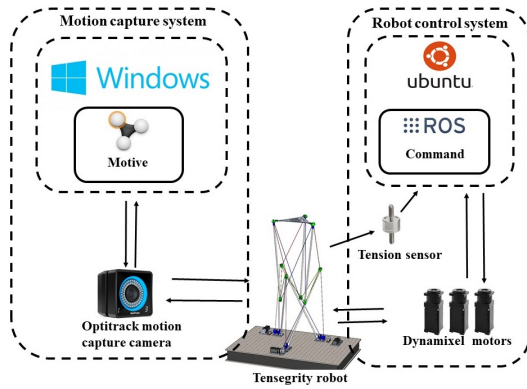 Motion capture system
Windows
Motive
Optitrack motion
capture camera
Robot control system
ubuntu
ROS
Command
Tension sensor
Dynamixel motors
Tensegrity robot